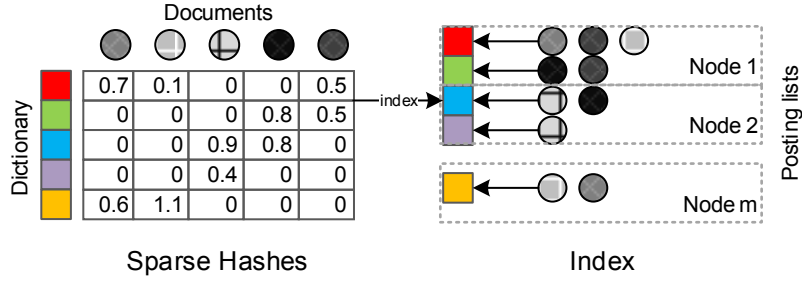 Documents
Dictionary
0.7 0.1 0 0 0.5
0 0 0 0.8 0.5
0 0 0.9 0.8 0
0 0 0.4 0 0
0.6 1.1 0 0 0
Sparse Hashes
index
Node 1
Node 2
Node m
Posting lists
Index